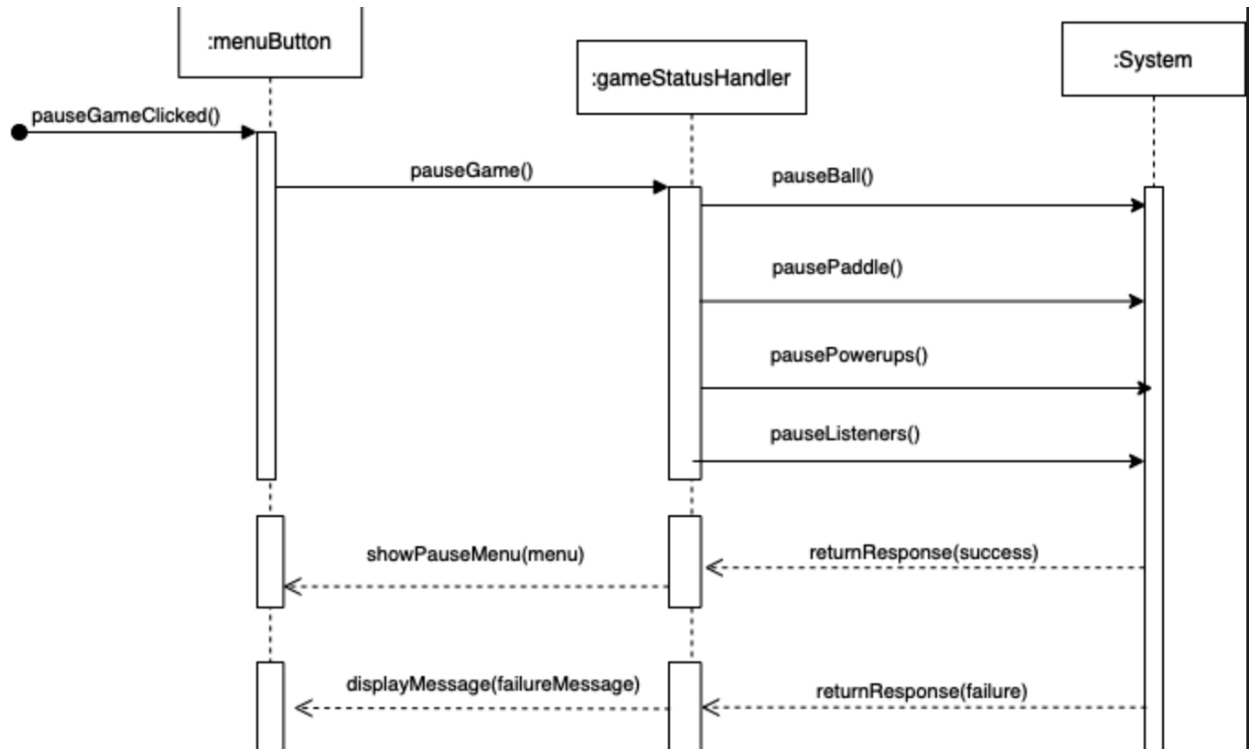 :menuButton
:gameStatusHandler
:System
pauseGameClicked()
pauseGame()
pauseBall()
pausePaddle()
pausePowerups()
pauseListeners()
showPauseMenu(menu)
returnResponse(success)
displayMessage(failureMessage)
returnResponse(failure)